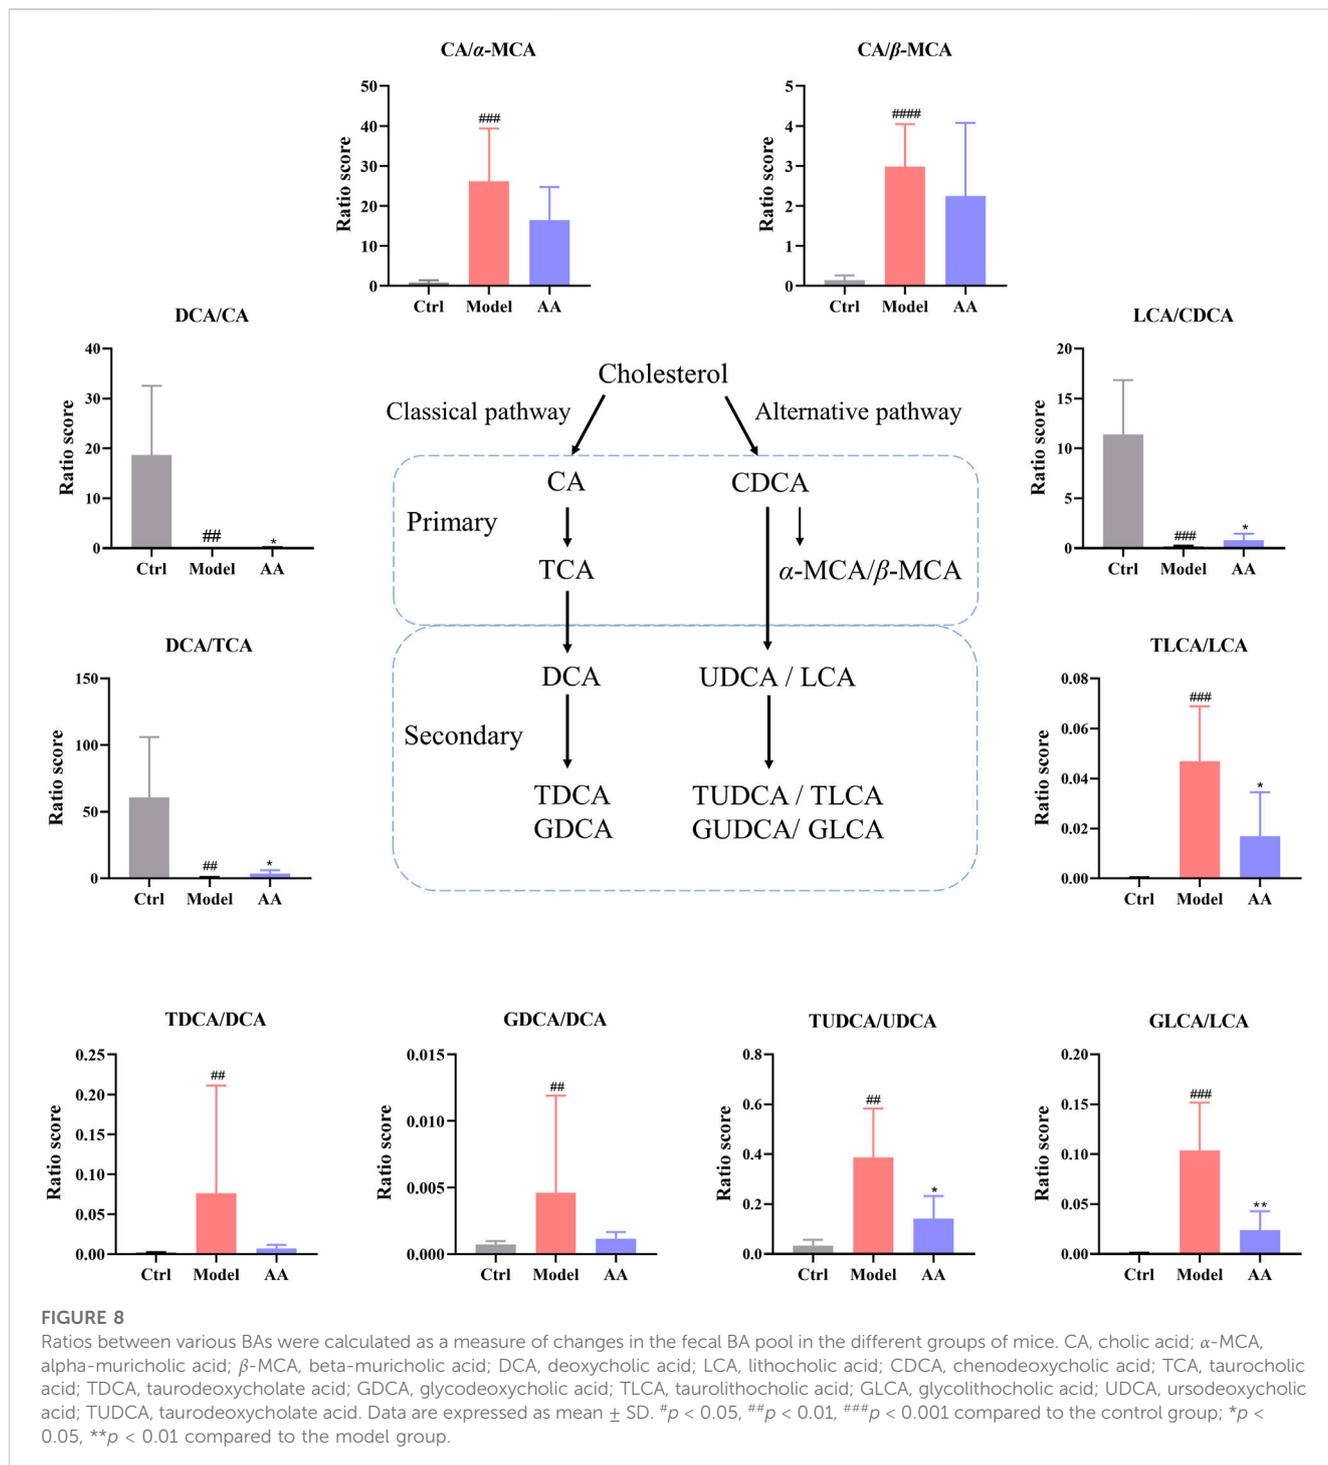 CA/α-MCA
Ratio score
50
40
30
20
10
0
###
Ctrl Model AA
CA/β-MCA
Ratio score
5
4
3
2
1
0
####
Ctrl Model AA
DCA/CA
Ratio score
40
30
20
10
0
##
*
Ctrl Model AA
LCA/CDCA
Ratio score
20
15
10
5
0
###
*
Ctrl Model AA
Cholesterol
Classical pathway
Alternative pathway
CA
CDCA
Primary
TCA
α-MCA/β-MCA
DCA
UDCA / LCA
Secondary
TDCA
TUDCA / TLCA
GDCA
GUDCA/ GLCA
DCA/TCA
Ratio score
150
100
50
0
##
*
Ctrl Model AA
TLCA/LCA
Ratio score
0.08
0.06
0.04
0.02
0.00
###
*
Ctrl Model AA
TDCA/DCA
Ratio score
0.25
0.20
0.15
0.10
0.05
0.00
##
Ctrl Model AA
GDCA/DCA
Ratio score
0.015
0.010
0.005
0.000
##
Ctrl Model AA
TUDCA/UDCA
Ratio score
0.8
0.6
0.4
0.2
0.0
##
*
Ctrl Model AA
GLCA/LCA
Ratio score
0.20
0.15
0.10
0.05
0.00
###
**
Ctrl Model AA
FIGURE 8
Ratios between various BAs were calculated as a measure of changes in the fecal BA pool in the different groups of mice. CA, cholic acid; α-MCA,
alpha-muricholic acid; β-MCA, beta-muricholic acid; DCA, deoxycholic acid; LCA, lithocholic acid; CDCA, chenodeoxycholic acid; TCA, taurocholic
acid; TDCA, taurodeoxycholate acid; GDCA, glycodeoxycholic acid; TLCA, taurolithocholic acid; GLCA, glycolithocholic acid; UDCA, ursodeoxycholic
acid; TUDCA, taurodeoxycholate acid. Data are expressed as mean ± SD. #p < 0.05, ##p < 0.01, ###p < 0.001 compared to the control group; *p <
0.05, **p < 0.01 compared to the model group.